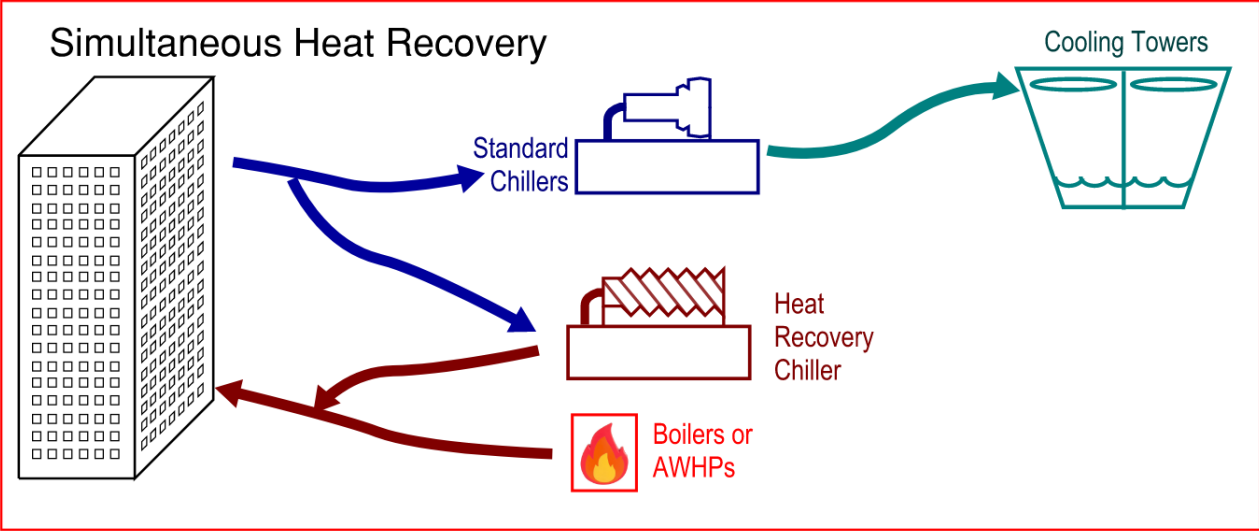 Simultaneous Heat Recovery
Cooling Towers
Standard
Chillers
Heat
Recovery
Chiller
Boilers or
AWHPs